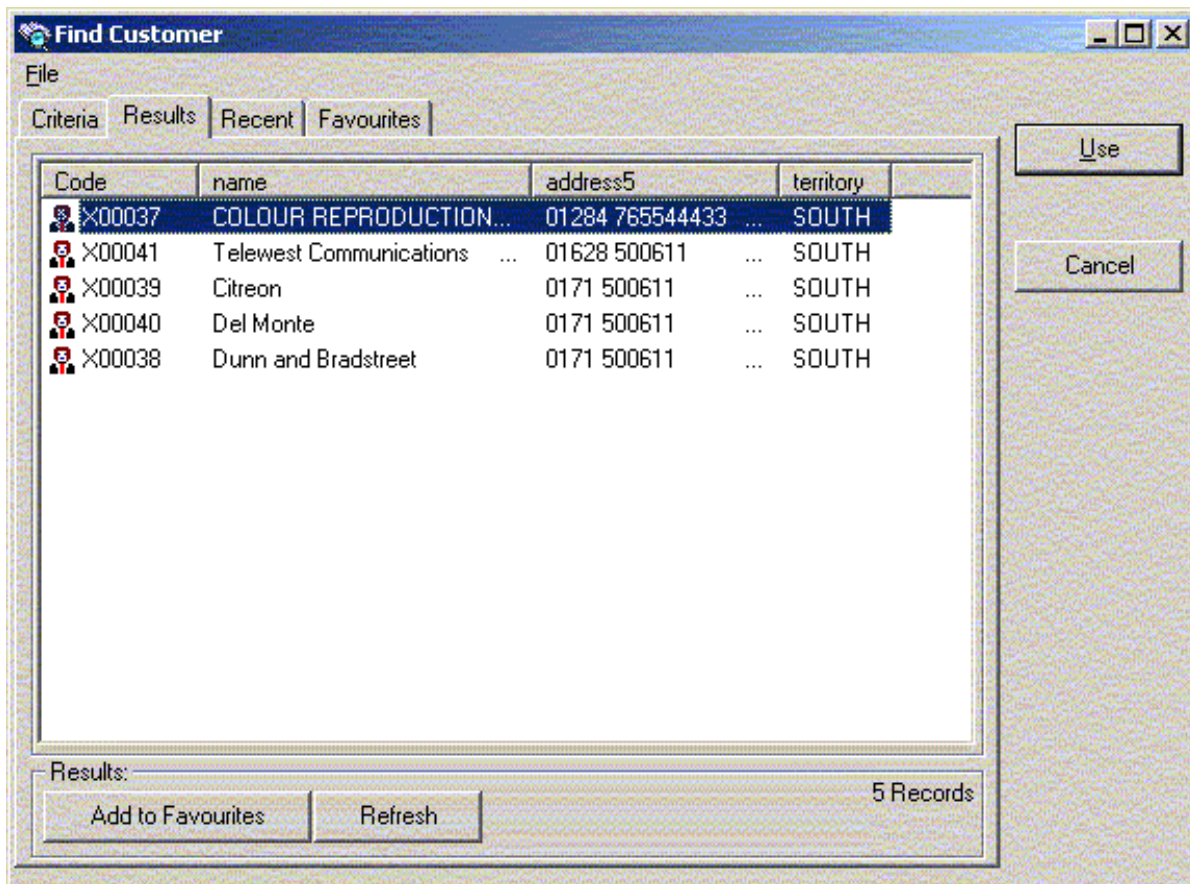 Find Customer
File
Criteria Results Recent Favourites
Use
Code name address5 territory
X00037 COLOUR REPRODUCTION... 01284 765544433 ... SOUTH
X00041 Telewest Communications ... 01628 500611 ... SOUTH
Cancel
X00039 Citreon 0171 500611 ... SOUTH
X00040 Del Monte 0171 500611 ... SOUTH
X00038 Dunn and Bradstreet 0171 500611 ... SOUTH
Results:
5 Records
Add to Favourites Refresh